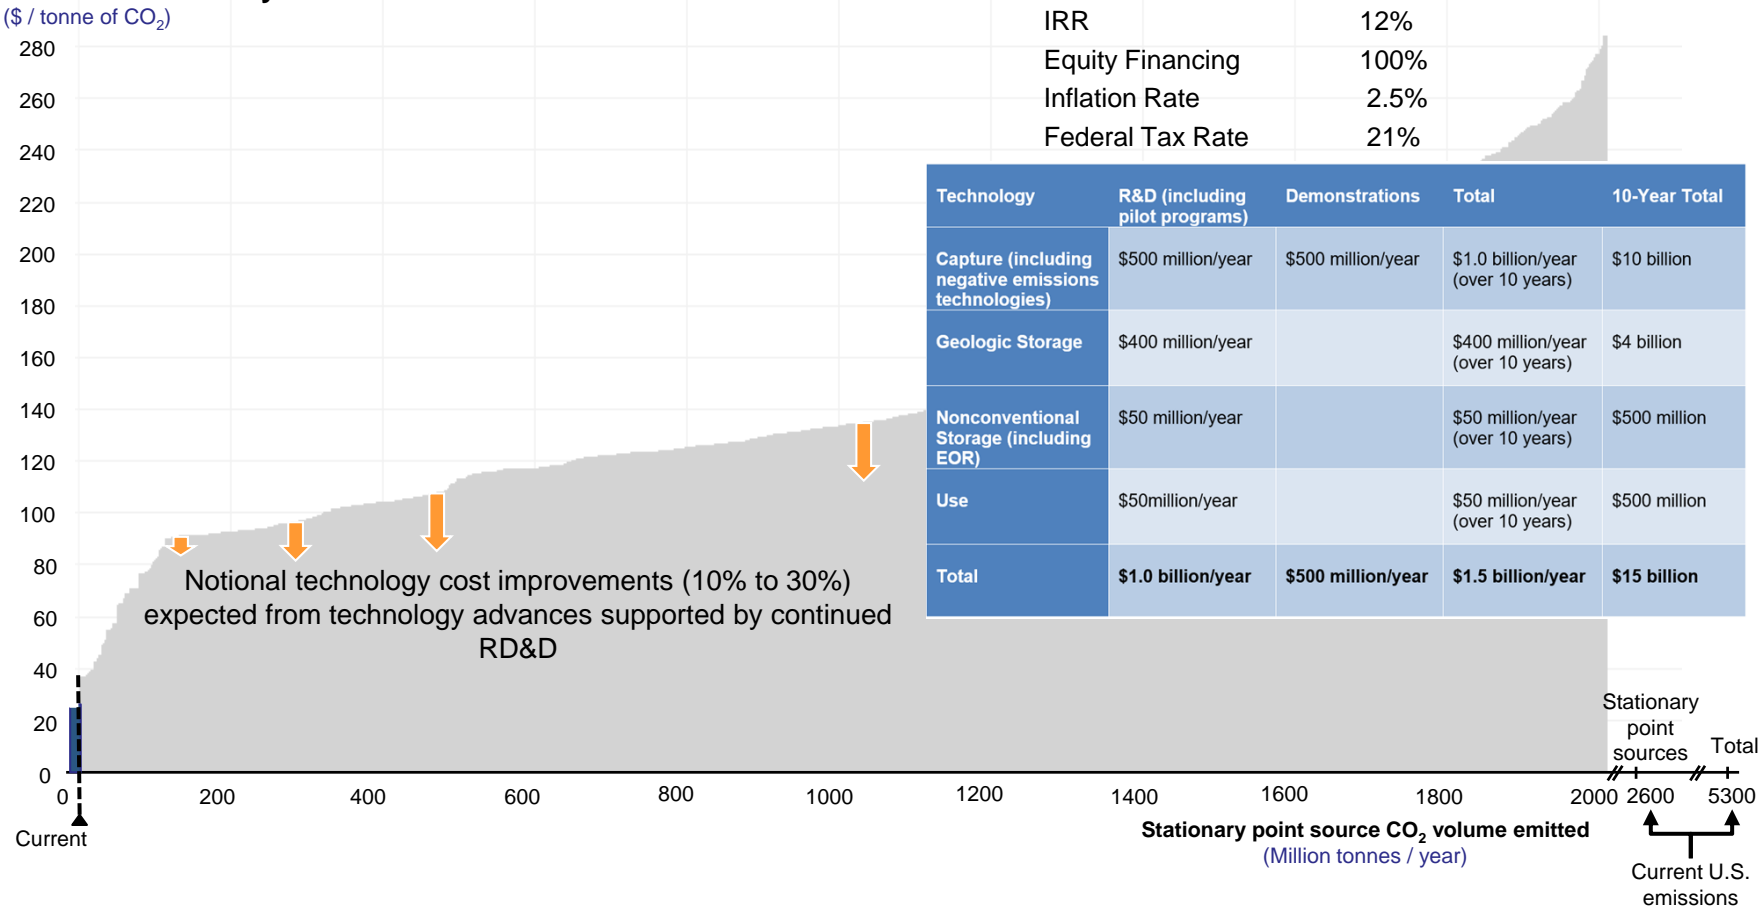 ($ / tonne of CO2)
IRR 12%
Equity Financing 100%
Inflation Rate 2.5%
Federal Tax Rate 21%
280
260
240
220
200
180
160
140
120
100
80
60
40
20
0
Technology R&D (including pilot programs) Demonstrations Total 10-Year Total
Capture (including negative emissions technologies) $500 million/year $500 million/year $1.0 billion/year (over 10 years) $10 billion
Geologic Storage $400 million/year $400 million/year (over 10 years) $4 billion
Nonconventional Storage (including EOR) $50 million/year $50 million/year (over 10 years) $500 million
Use $50million/year $50 million/year (over 10 years) $500 million
Total $1.0 billion/year $500 million/year $1.5 billion/year $15 billion
Notional technology cost improvements (10% to 30%)
expected from technology advances supported by continued
RD&D
Stationary
point
sources
Total
0 200 400 600 800 1000 1200 1400 1600 1800 2000 2600 5300
Current
Stationary point source CO2 volume emitted
(Million tonnes / year)
Current U.S.
emissions